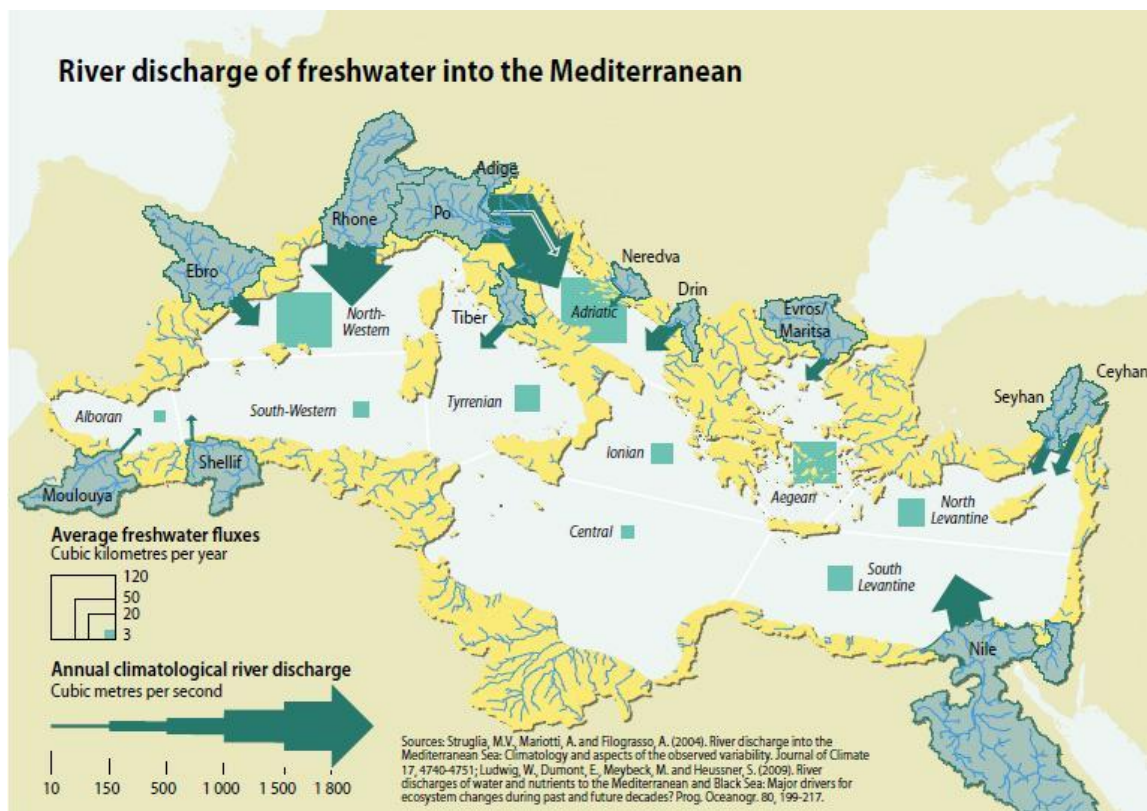 River discharge of freshwater into the Mediterranean
Adige
Rhone
Po
Ebro
Neredva
Drin
Evros/
Maritsa
Tiber
North-
Western
Adriatic
Ceyhan
Seyhan
Alboran
South-Western
Tyrrenian
Ionian
Aegean
North
Levantine
Shellif
Moulouya
Central
South
Levantine
Nile
Average freshwater fluxes
Cubic kilometres per year
120
50
20
3
Annual climatological river discharge
Cubic metres per second
10 150 500 1 000 1 500 1 800
Sources: Struglia, M.V., Mariotti, A. and Filograsso, A. (2004). River discharge into the
Mediterranean Sea: Climatology and aspects of the observed variability. Journal of Climate
17, 4740-4751; Ludwig, W., Dumont, E., Meybeck, M. and Heussner, S. (2009). River
discharges of water and nutrients to the Mediterranean and Black Sea: Major drivers for
ecosystem changes during past and future decades? Prog. Oceanogr. 80, 199-217.